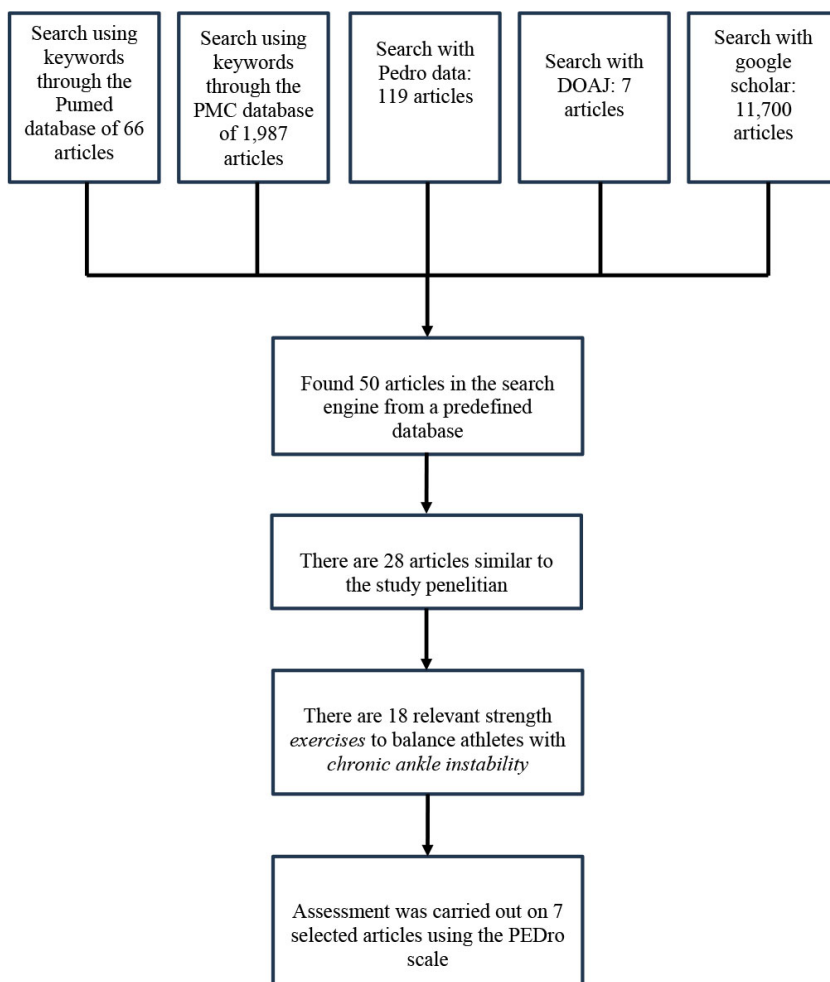 Search using
keywords
through the
Pumed
database of 66
articles
Search using
keywords
through the
PMC database
of 1,987
articles
Search with
Pedro data:
119 articles
Search with
DOAJ: 7
articles
Search with
google
scholar:
11,700
articles
Found 50 articles in the search
engine from a predefined
database
There are 28 articles similar to
the study penelitian
There are 18 relevant strength
exercises to balance athletes with
chronic ankle instability
Assessment was carried out on 7
selected articles using the PEDro
scale